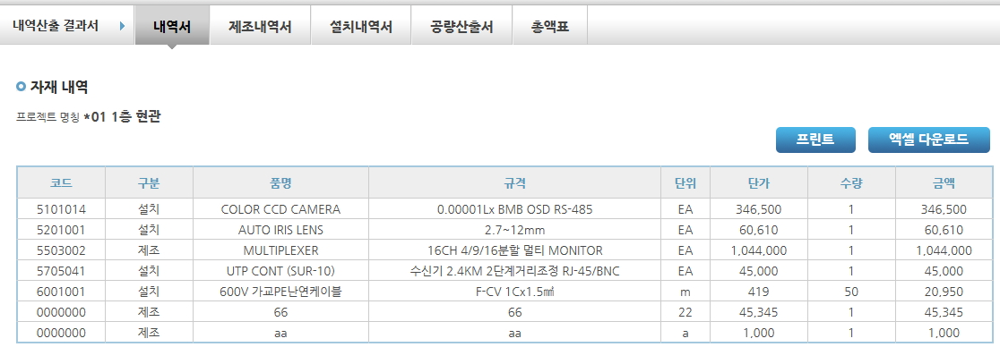 내역산출 결과서 내역서 제조내역서 설치내역서 공량산출서 총액표
자재 내역
프로젝트 명칭 *01 1층 현관
프린트 엑셀 다운로드
코드 구분 품명 규격 단위 단가 수량 금액
5101014 설치 COLOR CCD CAMERA 0.00001Lx BMB OSD RS-485 EA 346,500 1 346,500
5201001 설치 AUTO IRIS LENS 2.7~12mm EA 60,610 1 60,610
5503002 제조 MULTIPLEXER 16CH 4/9/16분할 멀티 MONITOR EA 1,044,000 1 1,044,000
5705041 설치 UTP CONT (SUR-10) 수신기 2.4KM 2단계거리조정 RJ-45/BNC EA 45,000 1 45,000
6001001 설치 600V 가교PE난연케이블 F-CV 1Cx1.5㎟ m 419 50 20,950
0000000 제조 66 66 22 45,345 1 45,345
0000000 제조 aa aa a 1,000 1 1,000